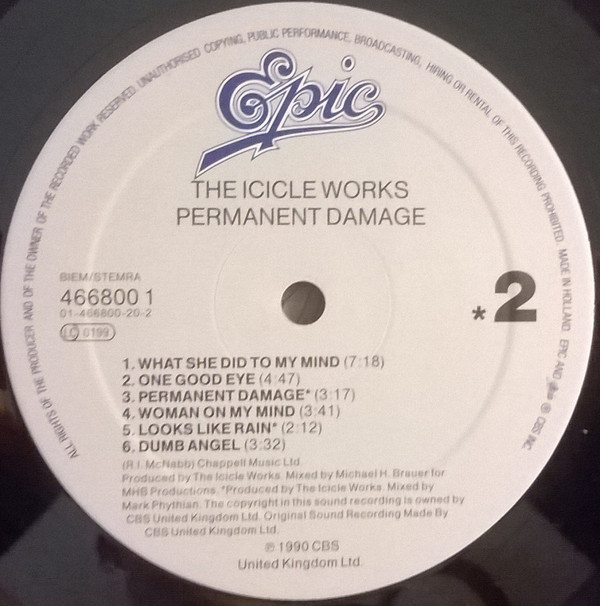 ALL RIGHTS OF THE PRODUCER AND OF THE OWNER OF THE RECORDED WORK RESERVED. UNAUTHORISED COPYING, PUBLIC PERFORMANCE, BROADCASTING, HIRING OR RENTAL OF THIS RECORDING PROHIBITED. MADE IN HOLLAND. EPIC AND ℗ CBS INC.
Epic
THE ICICLE WORKS
PERMANENT DAMAGE
BIEM/STEMRA
466800 1
01-466800-20-2
LC 0199
*2
1. WHAT SHE DID TO MY MIND (7:18)
2. ONE GOOD EYE (4:47)
3. PERMANENT DAMAGE* (3:17)
4. WOMAN ON MY MIND (3:41)
5. LOOKS LIKE RAIN* (2:12)
6. DUMB ANGEL (3:32)
(R.I. McNabb) Chappell Music Ltd.
Produced by The Icicle Works. Mixed by Michael H. Brauer for
MHB Productions. *Produced by The Icicle Works. Mixed by
Mark Phythian. The copyright in this sound recording is owned by
CBS United Kingdom Ltd. Original Sound Recording Made By
CBS United Kingdom Ltd.
℗ 1990 CBS
United Kingdom Ltd.